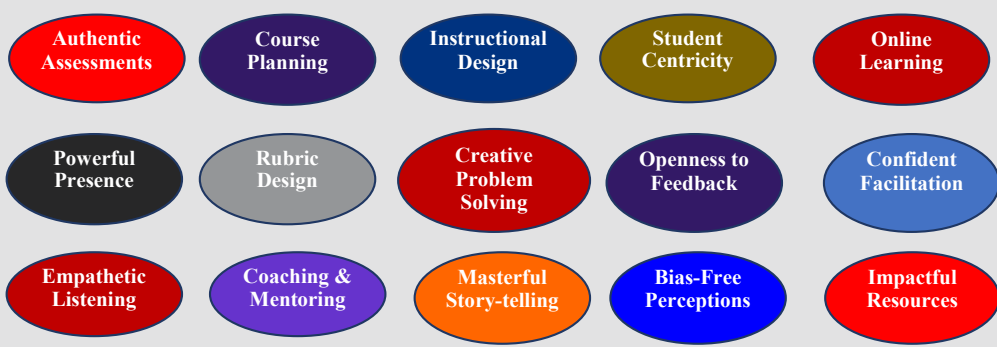 Authentic
Assessments
Course
Planning
Instructional
Design
Student
Centricity
Online
Learning
Powerful
Presence
Rubric
Design
Creative
Problem
Solving
Openness to
Feedback
Confident
Facilitation
Empathetic
Listening
Coaching &
Mentoring
Masterful
Story-telling
Bias-Free
Perceptions
Impactful
Resources